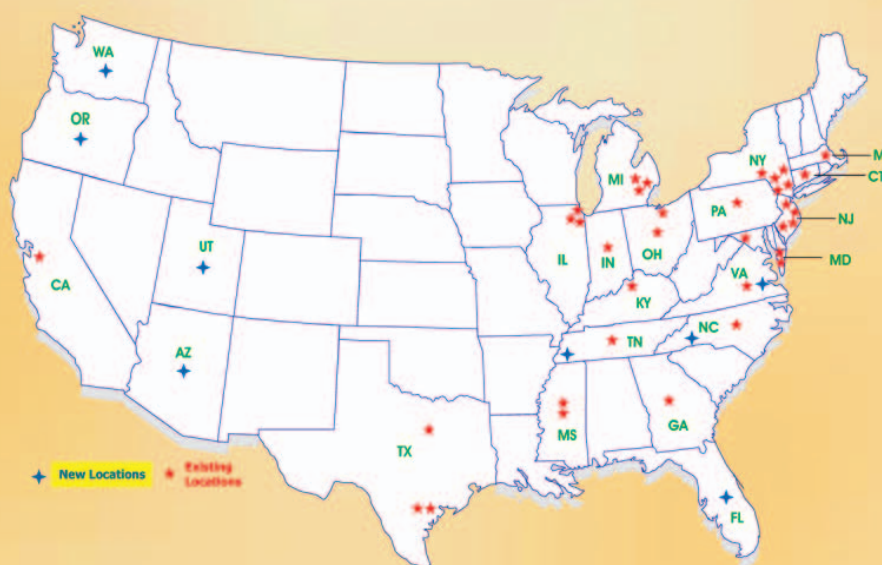 WA
OR
NY
M
CT
MI
PA
NJ
UT
IL
IN
OH
MD
CA
VA
KY
AZ
TN
NC
MS
GA
TX
New Locations
Existing
Locations
FL